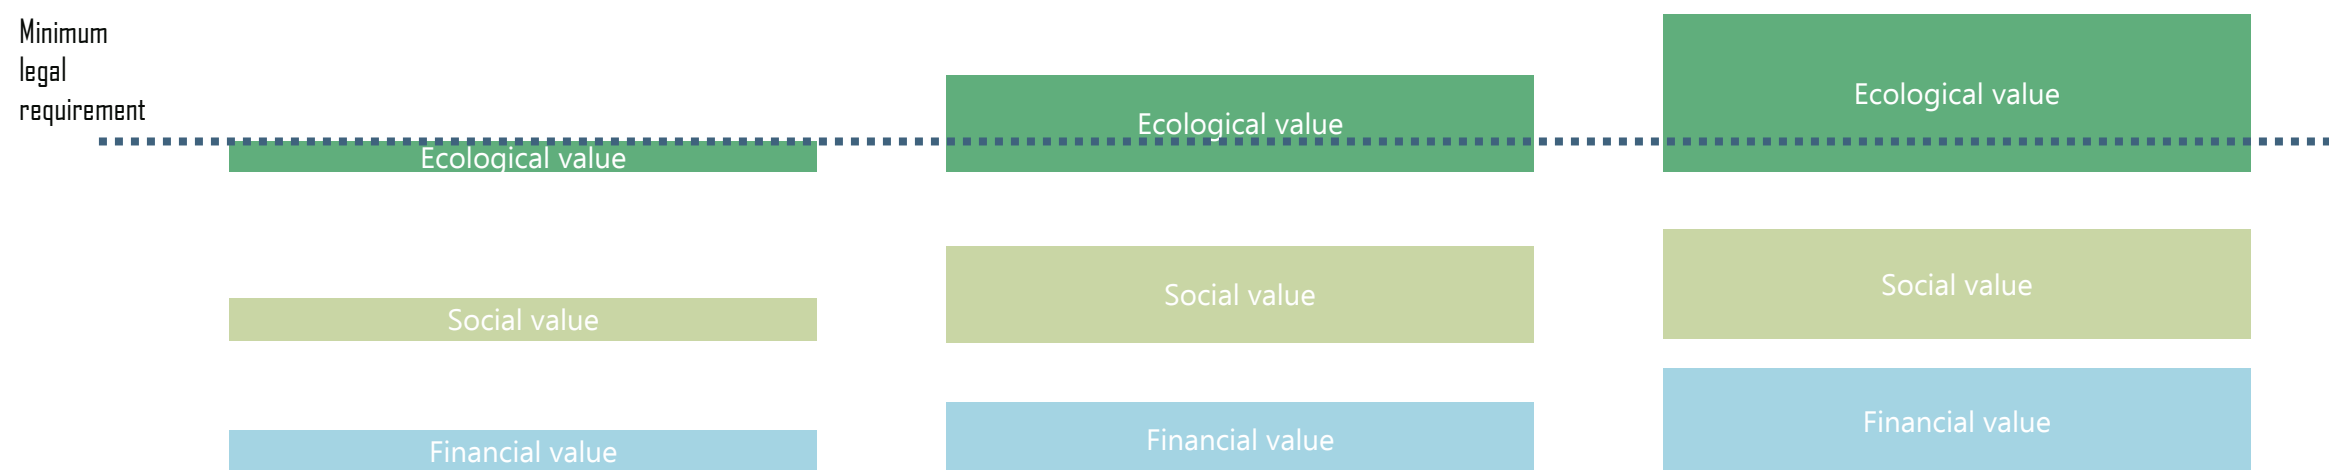 Minimum
legal
requirement
Ecological value
Ecological value
Ecological value
Social value
Social value
Social value
Financial value
Financial value
Financial value